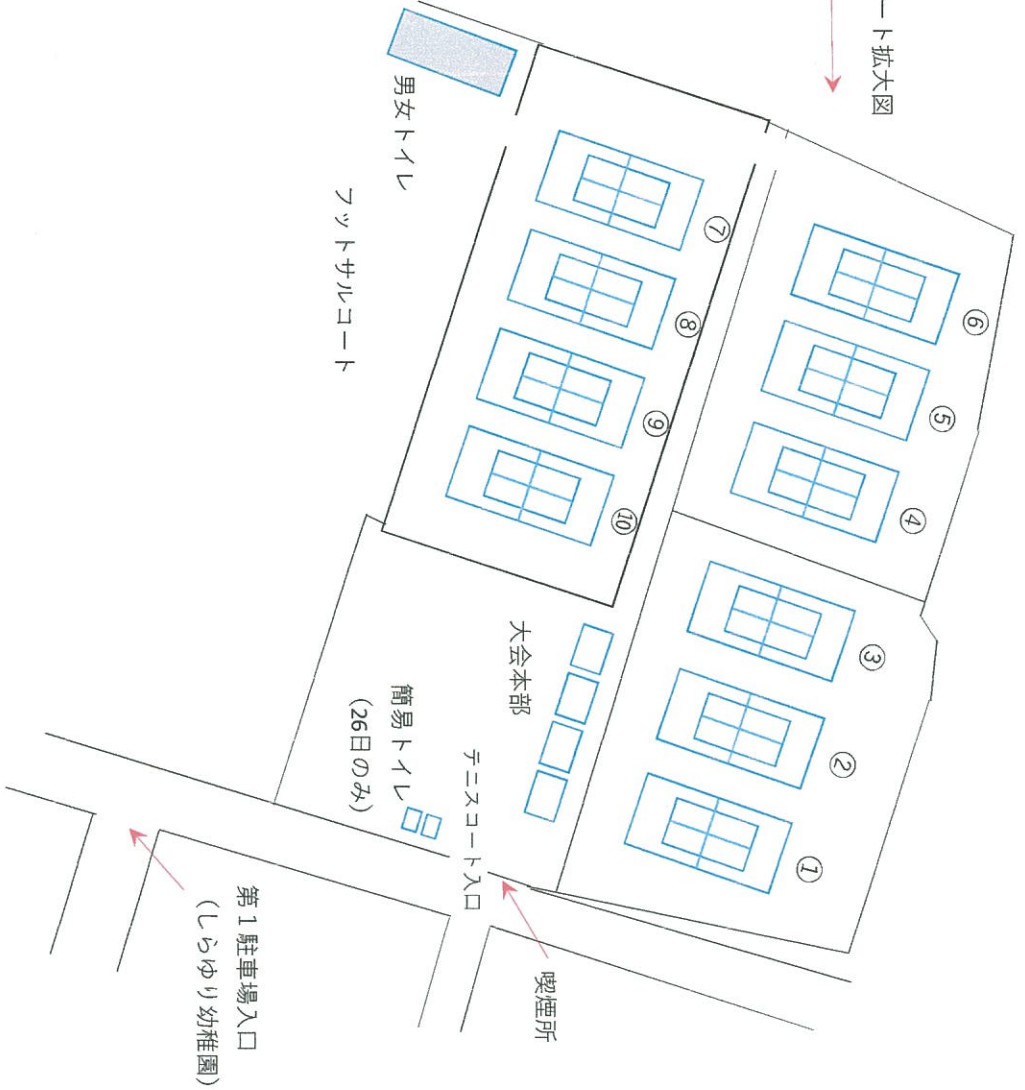 ート拡大図
⑥
⑤
④
③
②
①
⑦
⑧
⑨
⑩
男女トイレ
フットサルコート
大会本部
簡易トイレ
(26日のみ)
テニスコート入口
喫煙所
第1駐車場入口
(しらゆり幼稚園)